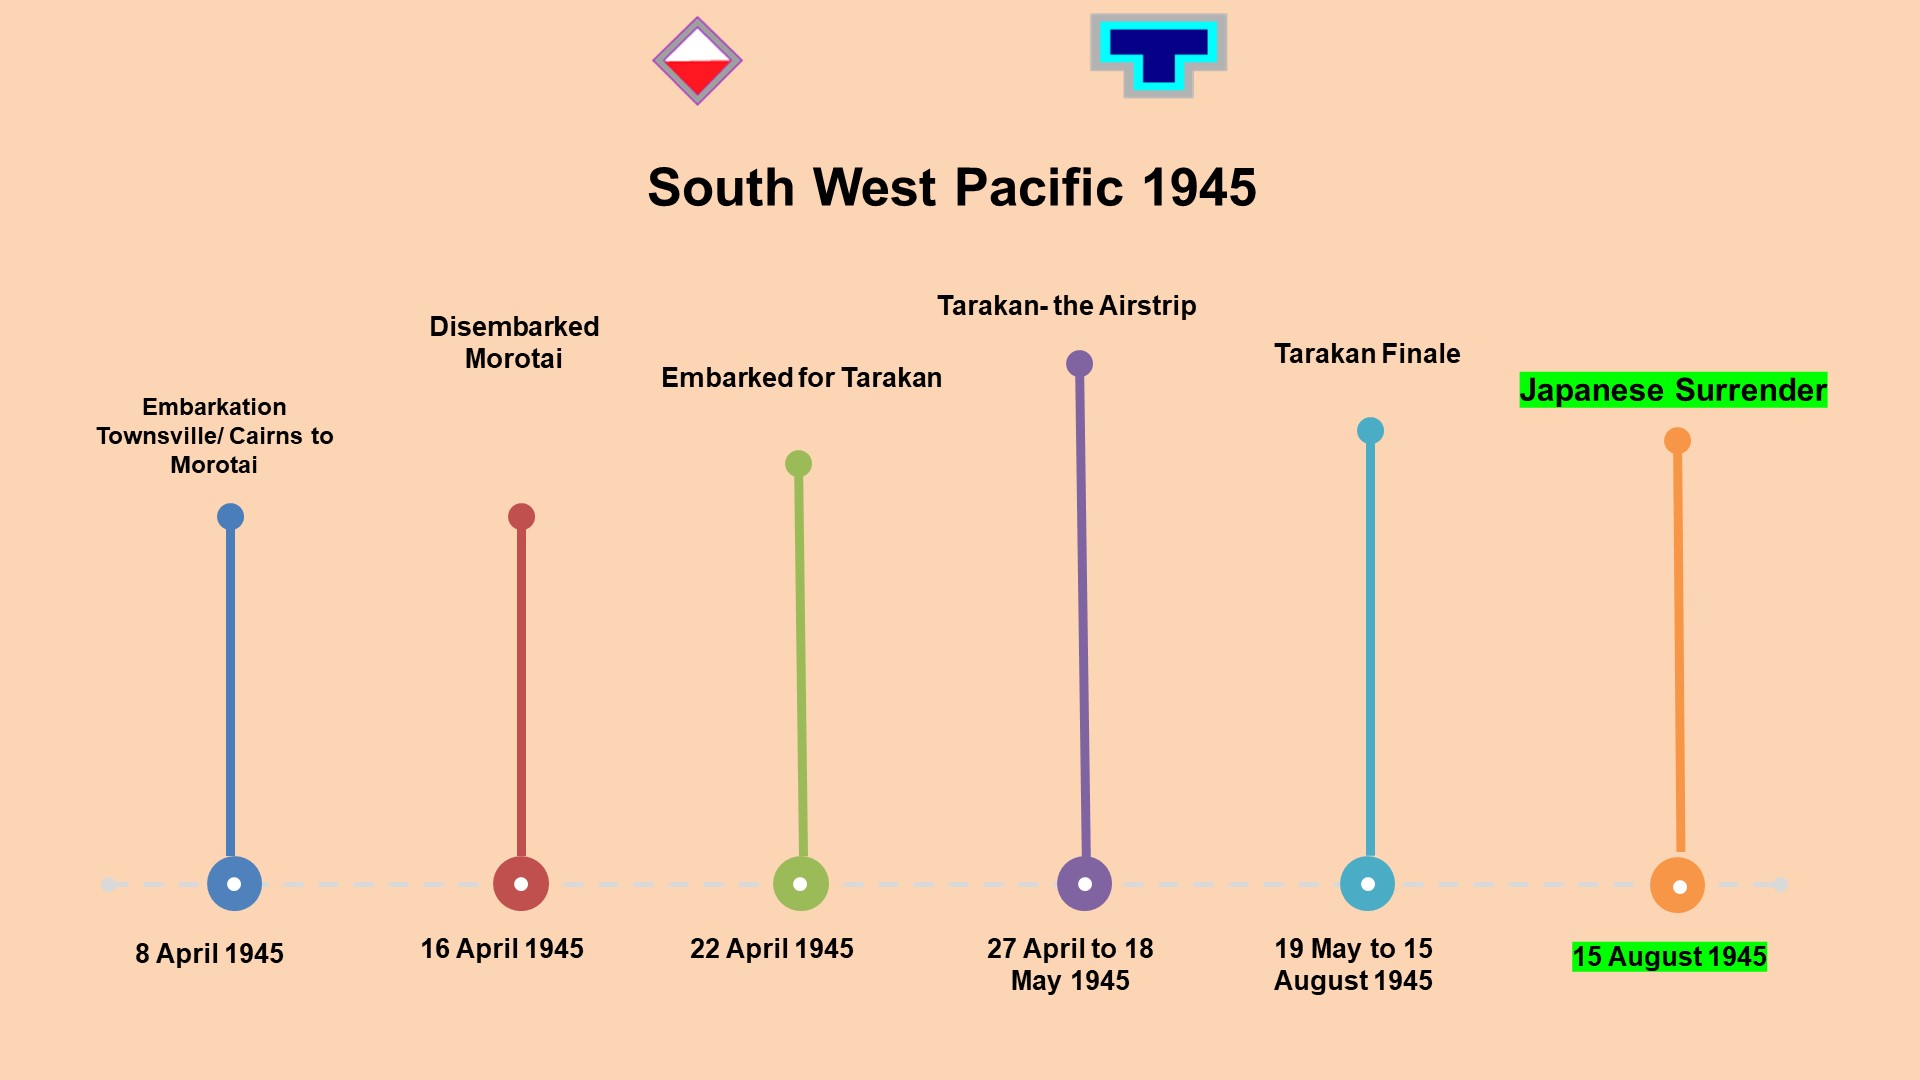 South West Pacific 1945
Embarkation
Townsville/ Cairns to
Morotai
Disembarked
Morotai
Embarked for Tarakan
Tarakan- the Airstrip
Tarakan Finale
Japanese Surrender
8 April 1945
16 April 1945
22 April 1945
27 April to 18
May 1945
19 May to 15
August 1945
15 August 1945